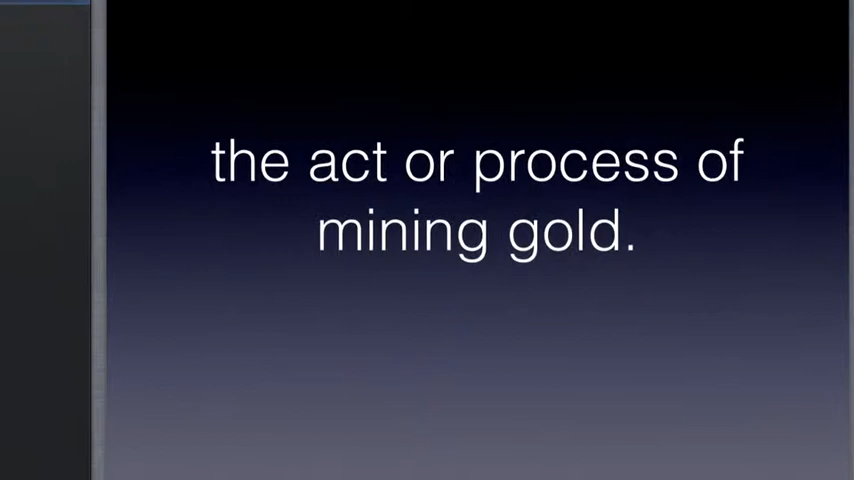 the act or process of
mining gold.